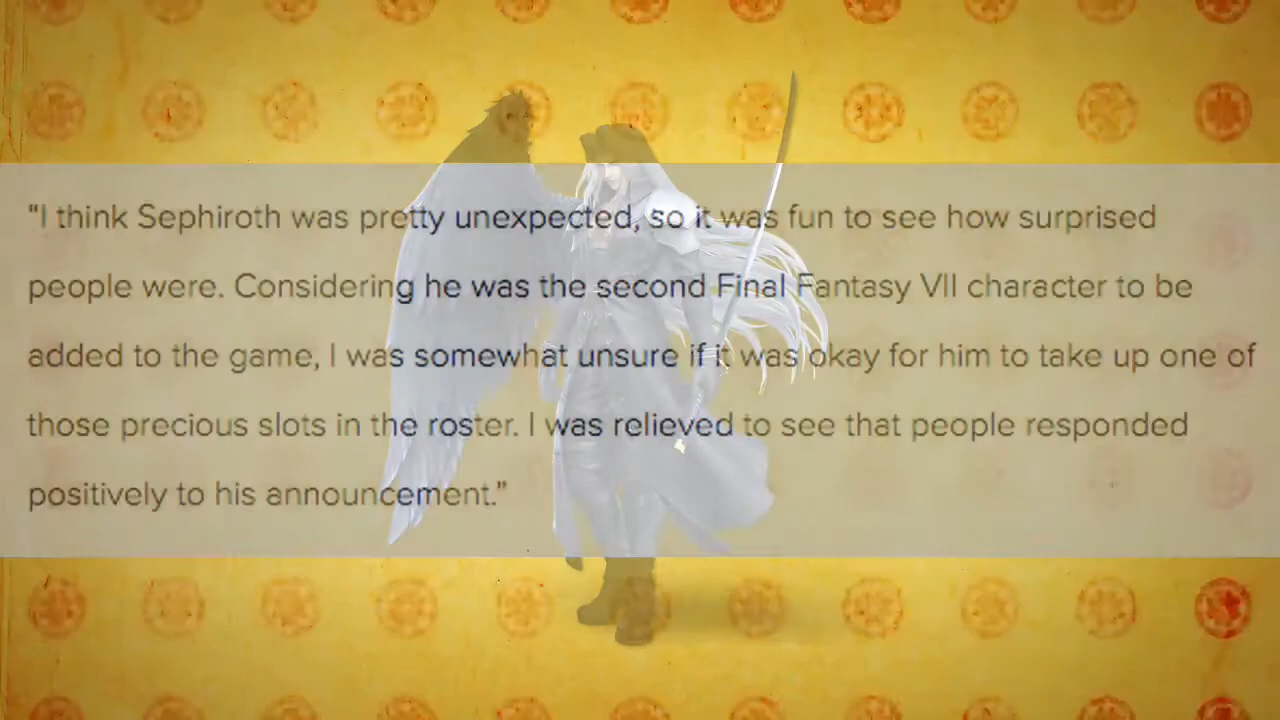 "I think Sephiroth was pretty unexpected, so it was fun to see how surprised
people were. Considering he was the second Final Fantasy VII character to be
added to the game, I was somewhat unsure if it was okay for him to take up one of
those precious slots in the roster. I was relieved to see that people responded
positively to his announcement.”